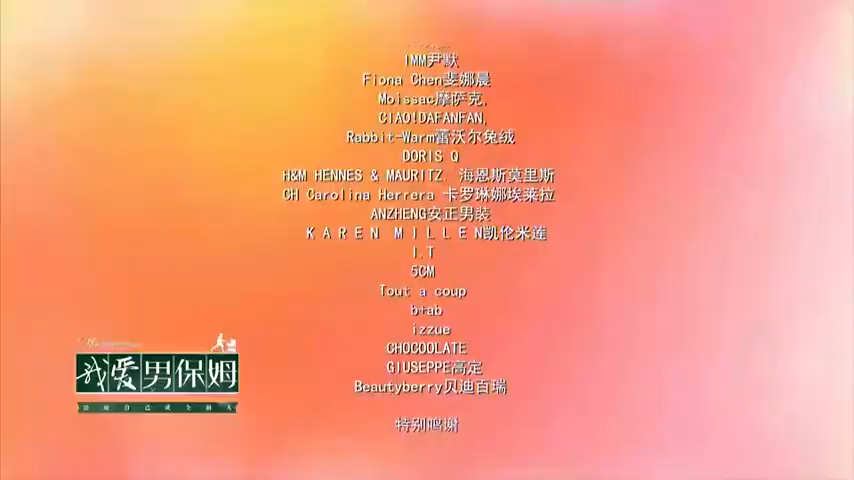 IMM尹默
Fiona Chen斐娜晨
Moissac摩萨克,
CIAO!DAFANFAN,
Rabbit-Warm蕾沃尔兔绒
DORIS Q
H&M HENNES & MAURITZ. 海恩斯莫里斯
CH Carolina Herrera 卡罗琳娜埃莱拉
ANZHENG安正男装
K A R E N  M I L L E N凯伦米莲
I.T
5CM
Tout a coup
b+ab
izzue
CHOCOOLATE
GIUSEPPE高定
Beautyberry贝迪百瑞
特别鸣谢
我爱男保姆